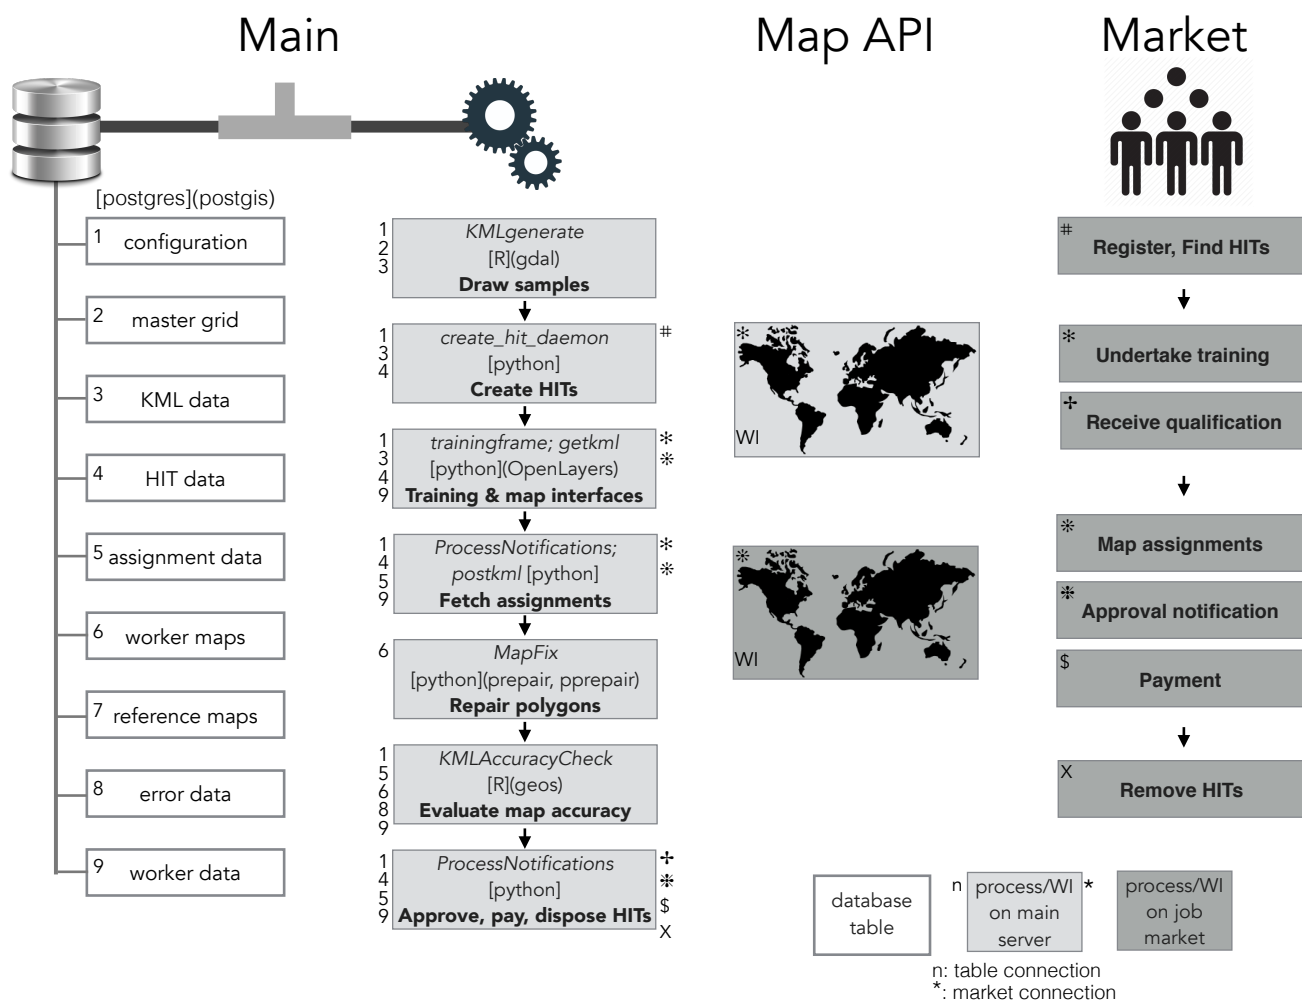 Main
Map API
Market
[postgres](postgis)
1 configuration
2 master grid
3 KML data
4 HIT data
5 assignment data
6 worker maps
7 reference maps
8 error data
9 worker data
1
2
3
KMLgenerate
[R](gdal)
Draw samples
1
3
4
create_hit_daemon
[python]
Create HITs
#
1
3
4
9
trainingframe; getkml
[python](OpenLayers)
Training & map interfaces
✻
❊
1
4
5
9
ProcessNotifications;
postkml [python]
Fetch assignments
✻
❊
6
MapFix
[python](prepair, pprepair)
Repair polygons
1
5
6
8
9
KMLAccuracyCheck
[R](geos)
Evaluate map accuracy
1
4
5
9
ProcessNotifications
[python]
Approve, pay, dispose HITs
✢
❉
$
X
✻
WI
❊
WI
#
Register, Find HITs
✻
Undertake training
✢
Receive qualification
❊
Map assignments
❉
Approval notification
$
Payment
X
Remove HITs
database
table
n process/WI *
on main
server
process/WI
on job
market
n: table connection
*: market connection